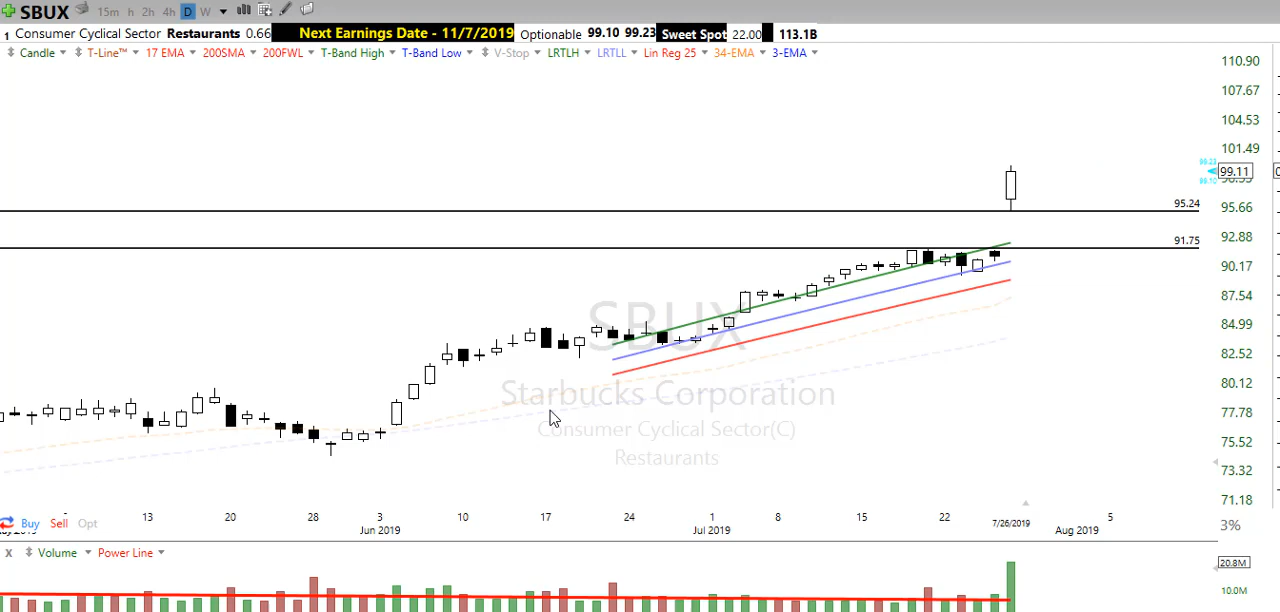 SBUX 15m h 2h 4h D W
1 Consumer Cyclical Sector Restaurants 0.66 Next Earnings Date - 11/7/2019 Optionable 99.10 99.23 Sweet Spot 22.00 113.1B
Candle T-Line™ 17 EMA 200SMA 200FWL T-Band High T-Band Low V-Stop LRTLH LRTLL Lin Reg 25 34-EMA 3-EMA
110.90
107.67
104.53
101.49
99.23
99.11
99.10
95.24
95.66
91.75
92.88
90.17
87.54
SBUX
84.99
82.52
80.12
Starbucks Corporation
77.78
Consumer Cyclical Sector(C)
75.52
Restaurants
73.32
71.18
13 20 28 10 17 24 1 8 15 22 7/26/2019 5
Buy Sell Opt
Jun 2019 Jul 2019 Aug 2019
3%
X Volume Power Line
20.8M
10.0M